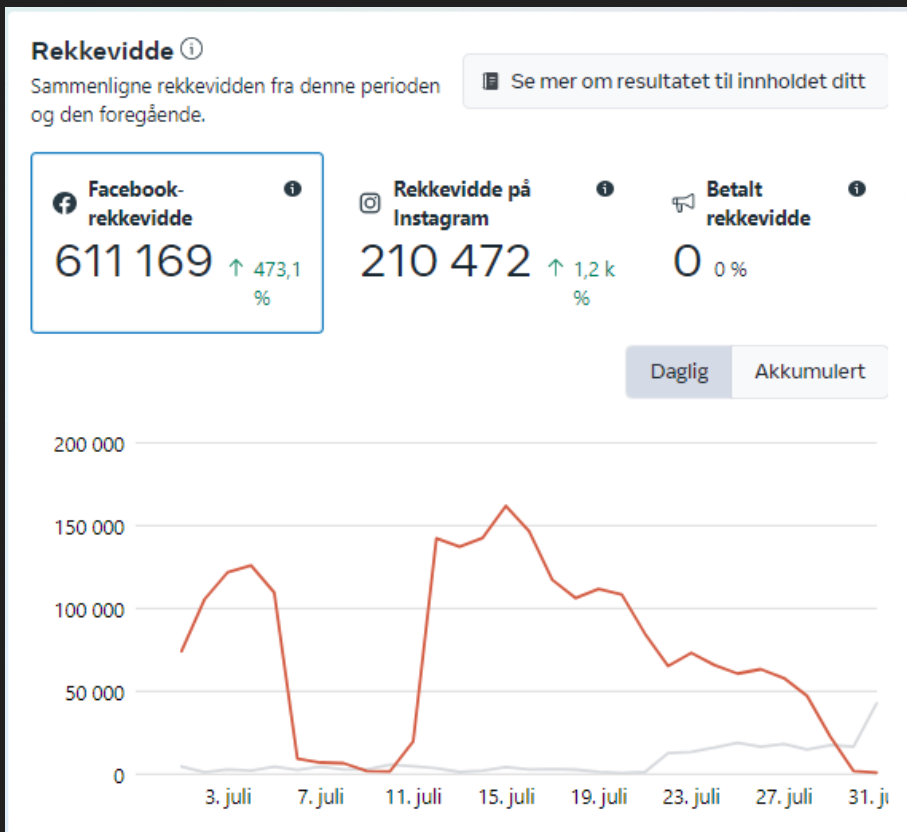 Rekkevidde
Sammenligne rekkevidden fra denne perioden
og den foregående.
Se mer om resultatet til innholdet ditt
Facebook-
rekkevidde
611 169 ↑ 473,1
%
Rekkevidde på
Instagram
210 472 ↑ 1,2 k
%
Betalt
rekkevidde
0 0 %
Daglig
Akkumulert
200 000
150 000
100 000
50 000
0
3. juli
7. juli
11. juli
15. juli
19. juli
23. juli
27. juli
31. ju